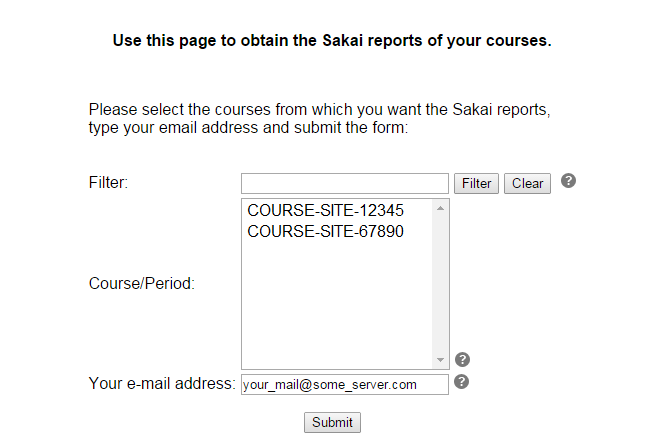 Use this page to obtain the Sakai reports of your courses.
Please select the courses from which you want the Sakai reports,
type your email address and submit the form:
Filter: Filter Clear ?
COURSE-SITE-12345
COURSE-SITE-67890
Course/Period:
?
Your e-mail address: your_mail@some_server.com ?
Submit